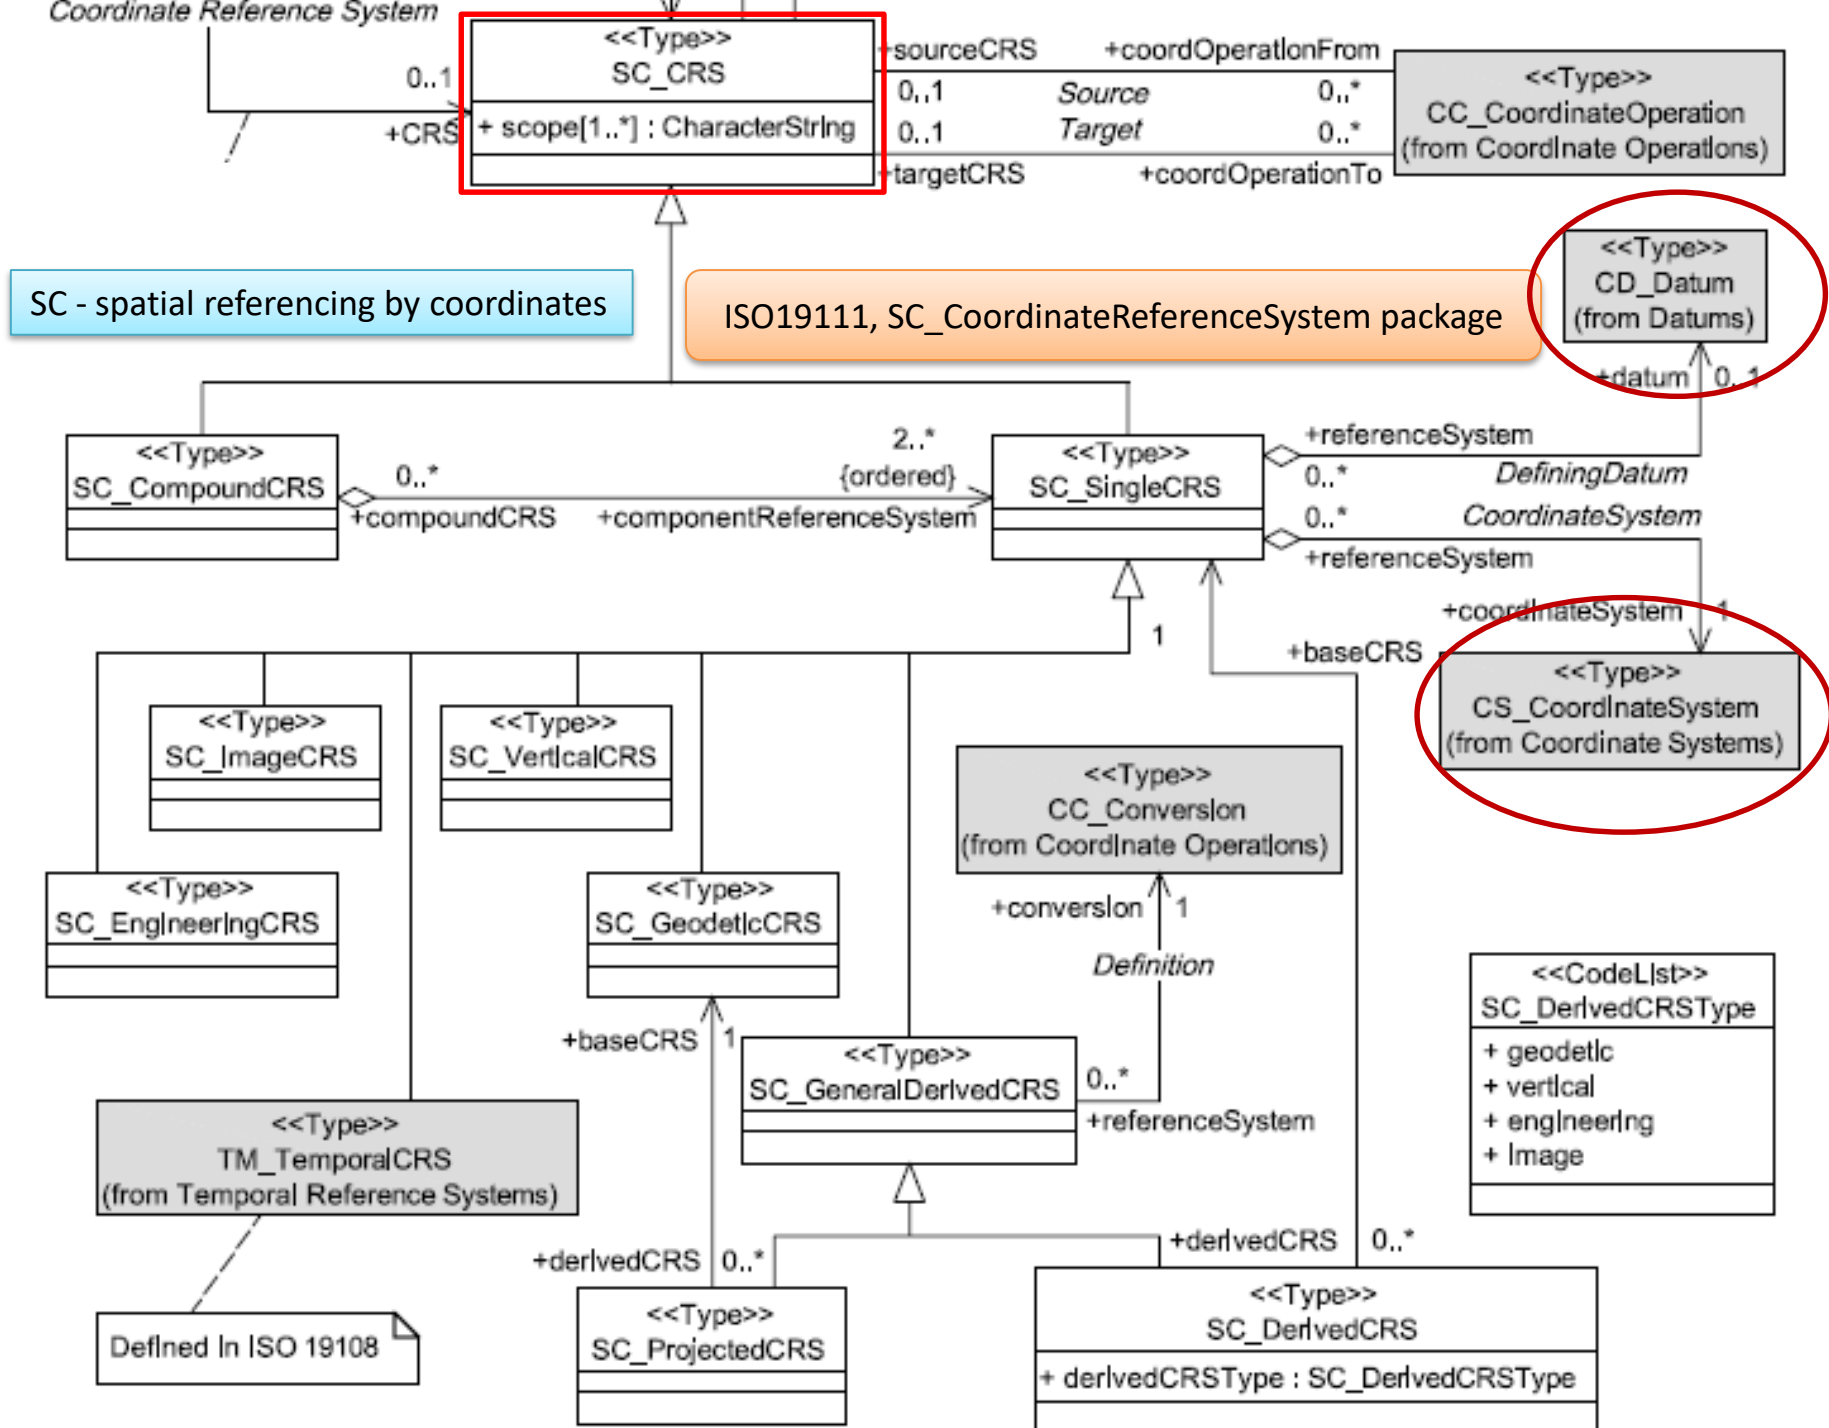 Coordinate Reference System
<<Type>>
SC_CRS
+ scope[1..*] : CharacterString
0..1
+CRS
+sourceCRS
+coordOperationFrom
0..1
Source
0..*
0..1
Target
0..*
+targetCRS
+coordOperationTo
<<Type>>
CC_CoordinateOperation
(from Coordinate Operations)
SC - spatial referencing by coordinates
ISO19111, SC_CoordinateReferenceSystem package
<<Type>>
CD_Datum
(from Datums)
+datum
0..1
<<Type>>
SC_CompoundCRS
0..*
+compoundCRS
2..*
{ordered}
+componentReferenceSystem
<<Type>>
SC_SingleCRS
+referenceSystem
0..*
DefiningDatum
0..*
CoordinateSystem
+referenceSystem
+coordinateSystem
1
1
+baseCRS
<<Type>>
CS_CoordinateSystem
(from Coordinate Systems)
<<Type>>
SC_ImageCRS
<<Type>>
SC_VerticalCRS
<<Type>>
CC_Conversion
(from Coordinate Operations)
<<Type>>
SC_EngineeringCRS
<<Type>>
SC_GeodeticCRS
+conversion
1
Definition
<<CodeList>>
SC_DerivedCRSType
+ geodetic
+ vertical
+ engineering
+ image
+baseCRS
1
<<Type>>
SC_GeneralDerivedCRS
0..*
+referenceSystem
<<Type>>
TM_TemporalCRS
(from Temporal Reference Systems)
+derivedCRS
0..*
+derivedCRS
0..*
Defined in ISO 19108
<<Type>>
SC_ProjectedCRS
<<Type>>
SC_DerivedCRS
+ derivedCRSType : SC_DerivedCRSType